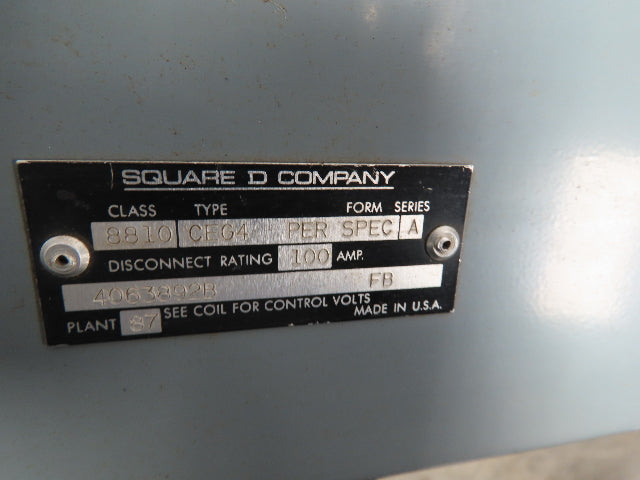 SQUARE D COMPANY
CLASS TYPE FORM SERIES
8810 CFG4 PER SPEC A
DISCONNECT RATING 100 AMP.
4063892B FB
PLANT 87 SEE COIL FOR CONTROL VOLTS MADE IN U.S.A.